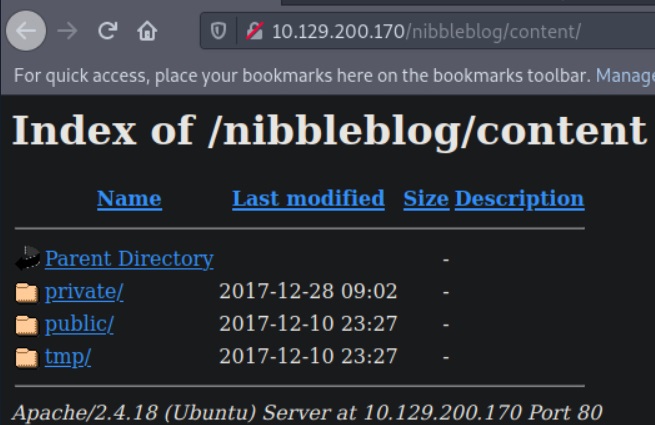 10.129.200.170/nibbleblog/content/
For quick access, place your bookmarks here on the bookmarks toolbar. Manage
Index of /nibbleblog/content
Name Last modified Size Description
Parent Directory -
private/ 2017-12-28 09:02 -
public/ 2017-12-10 23:27 -
tmp/ 2017-12-10 23:27 -
Apache/2.4.18 (Ubuntu) Server at 10.129.200.170 Port 80